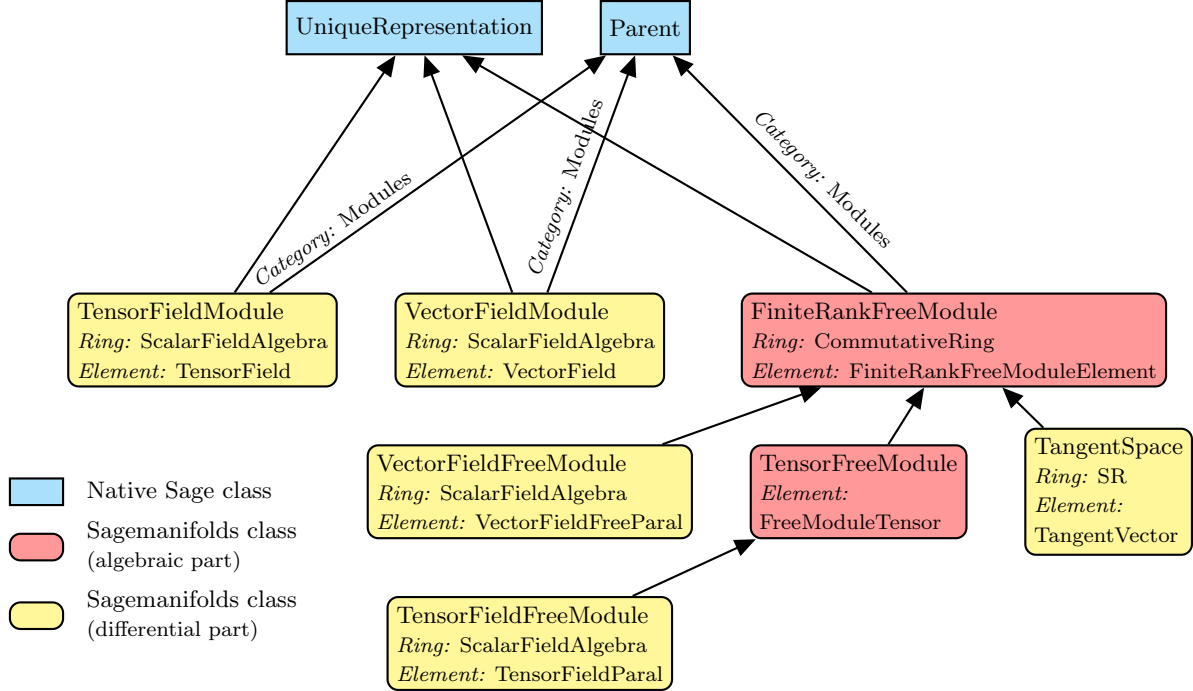 UniqueRepresentation
Parent
Category: Modules
Category: Modules
Category: Modules
TensorFieldModule
Ring: ScalarFieldAlgebra
Element: TensorField
VectorFieldModule
Ring: ScalarFieldAlgebra
Element: VectorField
FiniteRankFreeModule
Ring: CommutativeRing
Element: FiniteRankFreeModuleElement
VectorFieldFreeModule
Ring: ScalarFieldAlgebra
Element: VectorFieldFreeParal
TensorFreeModule
Element:
FreeModuleTensor
TangentSpace
Ring: SR
Element:
TangentVector
Native Sage class
Sagemanifolds class
(algebraic part)
Sagemanifolds class
(differential part)
TensorFieldFreeModule
Ring: ScalarFieldAlgebra
Element: TensorFieldParal